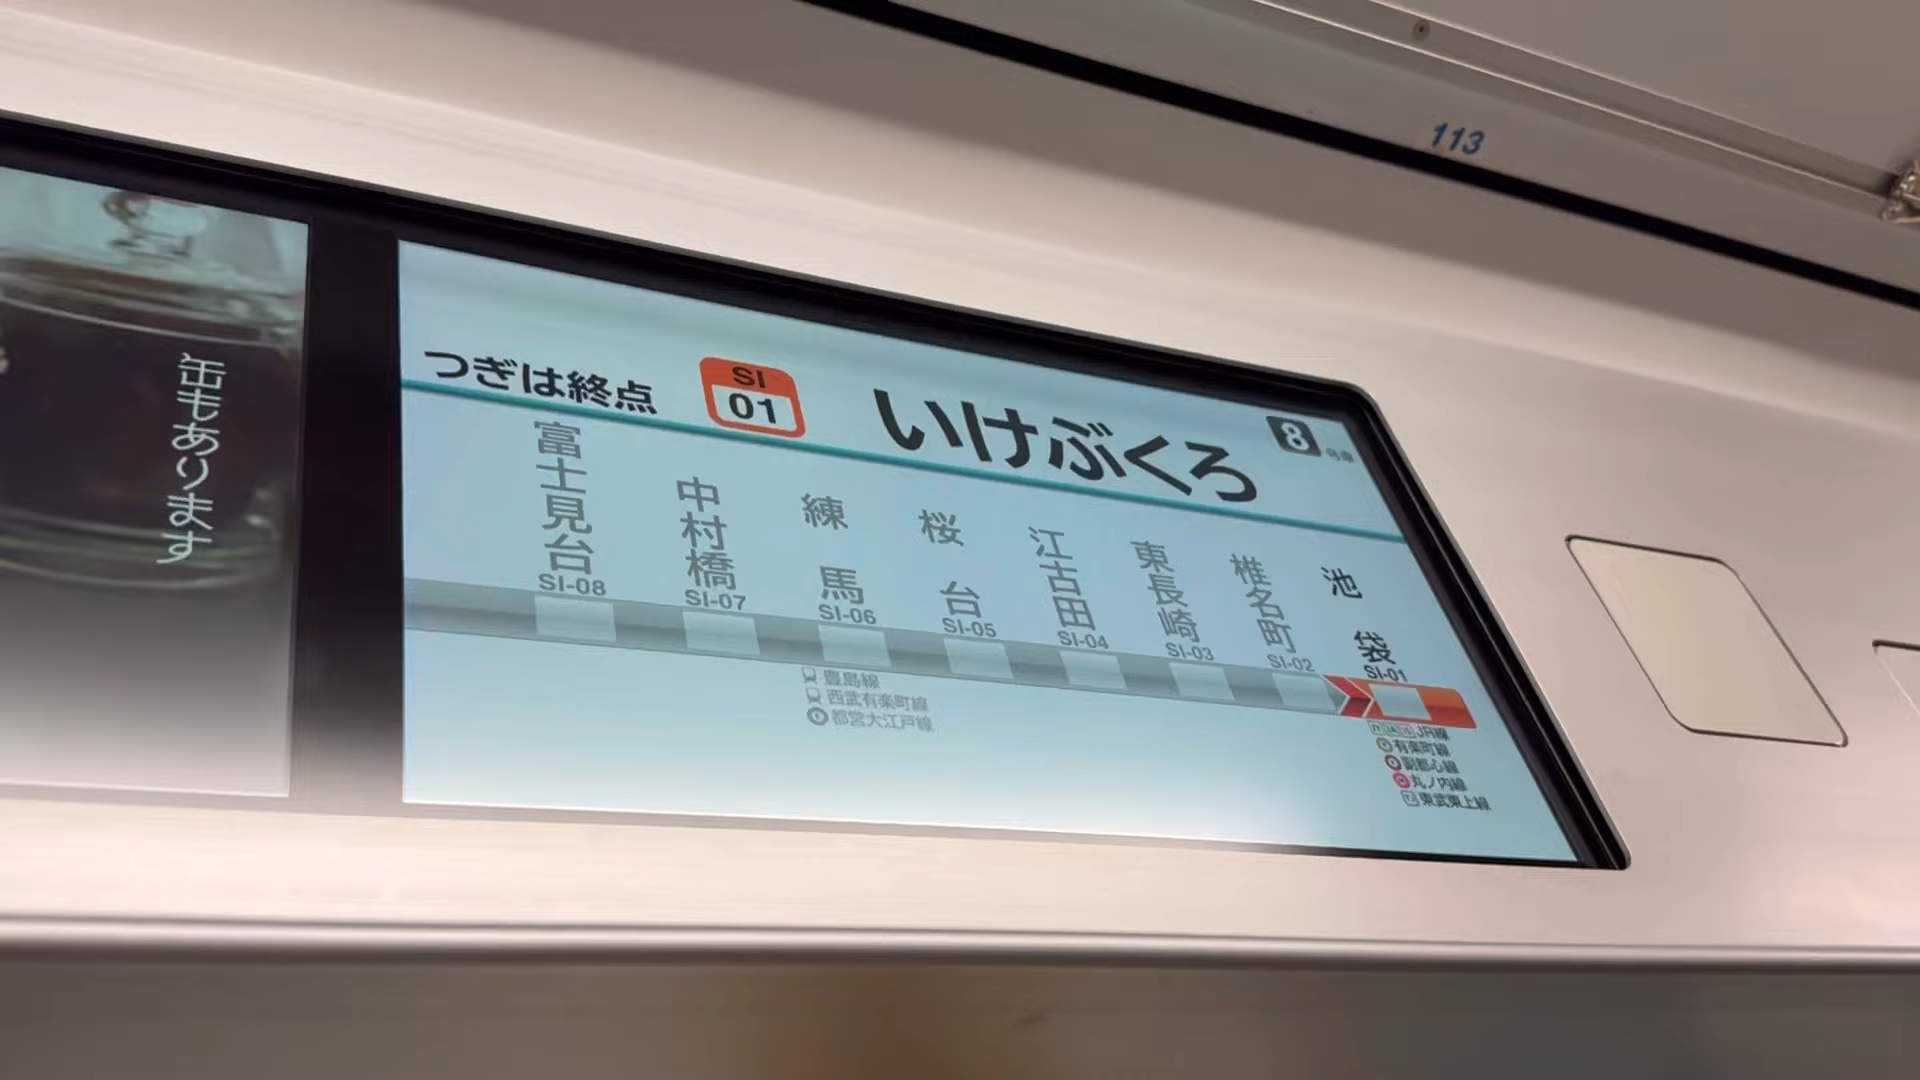 113
缶もあります
つぎは終点
SI
01
いけぶくろ
8号車
富士見台
SI-08
中村橋
SI-07
練馬
SI-06
桜台
SI-05
江古田
SI-04
東長崎
SI-03
椎名町
SI-02
池袋
SI-01
豊島線
西武有楽町線
都営大江戸線
JR線
有楽町線
副都心線
丸ノ内線
東武東上線